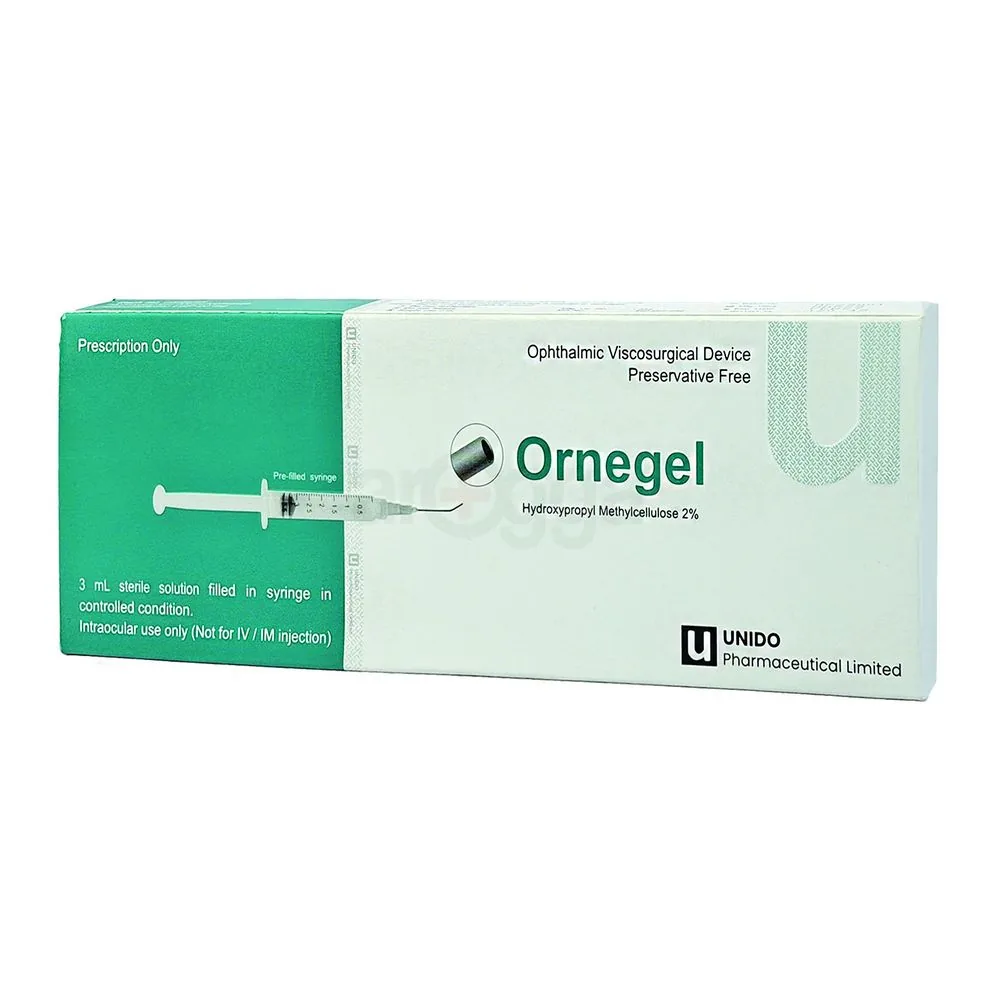 Prescription Only
Ophthalmic Viscosurgical Device
Preservative Free
Pre-filled syringe
Ornegel
Hydroxypropyl Methylcellulose 2%
3 mL sterile solution filled in syringe in
controlled condition.
Intraocular use only (Not for IV / IM injection)
UNIDO
Pharmaceutical Limited